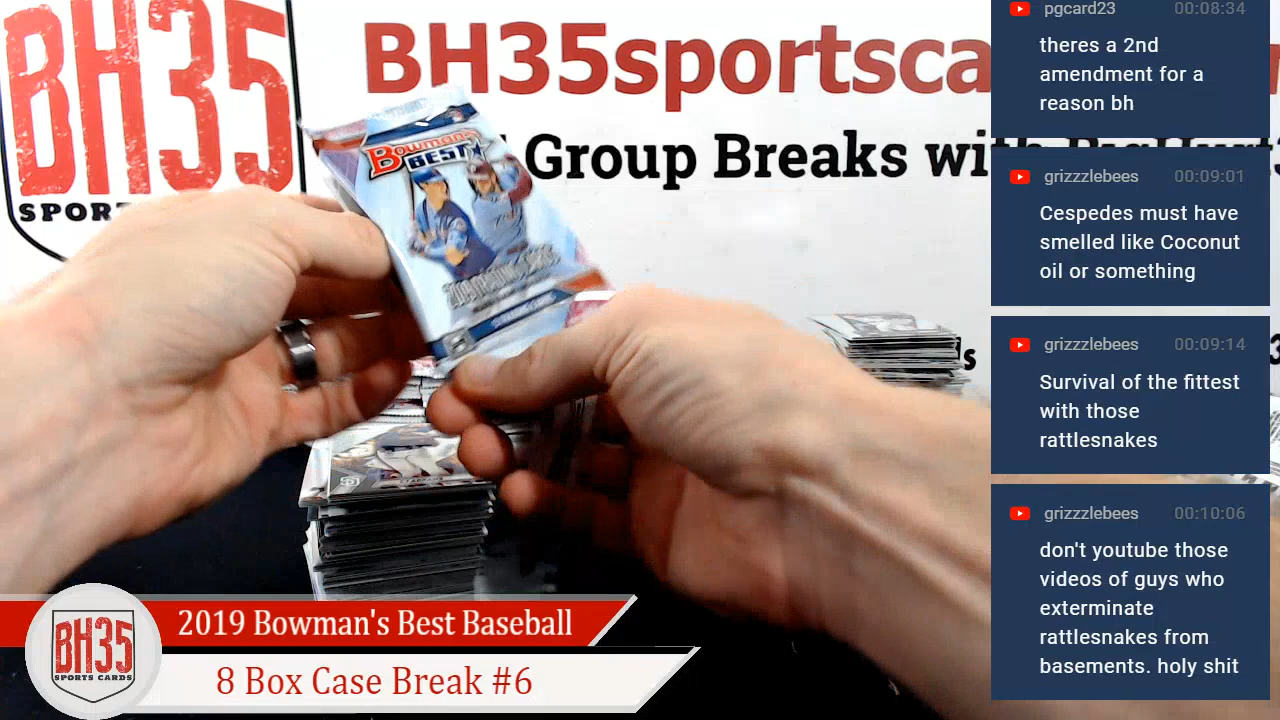 BH35
SPOR
BH35sportsca
Group Breaks wi
Bowman's
BEST
2019 Bowman's Best Baseball
8 Box Case Break #6
BH35
SPORTS CARDS
pgcard23 00:08:34
theres a 2nd
amendment for a
reason bh
grizzzlebees 00:09:01
Cespedes must have
smelled like Coconut
oil or something
grizzzlebees 00:09:14
Survival of the fittest
with those
rattlesnakes
grizzzlebees 00:10:06
don't youtube those
videos of guys who
exterminate
rattlesnakes from
basements. holy shit